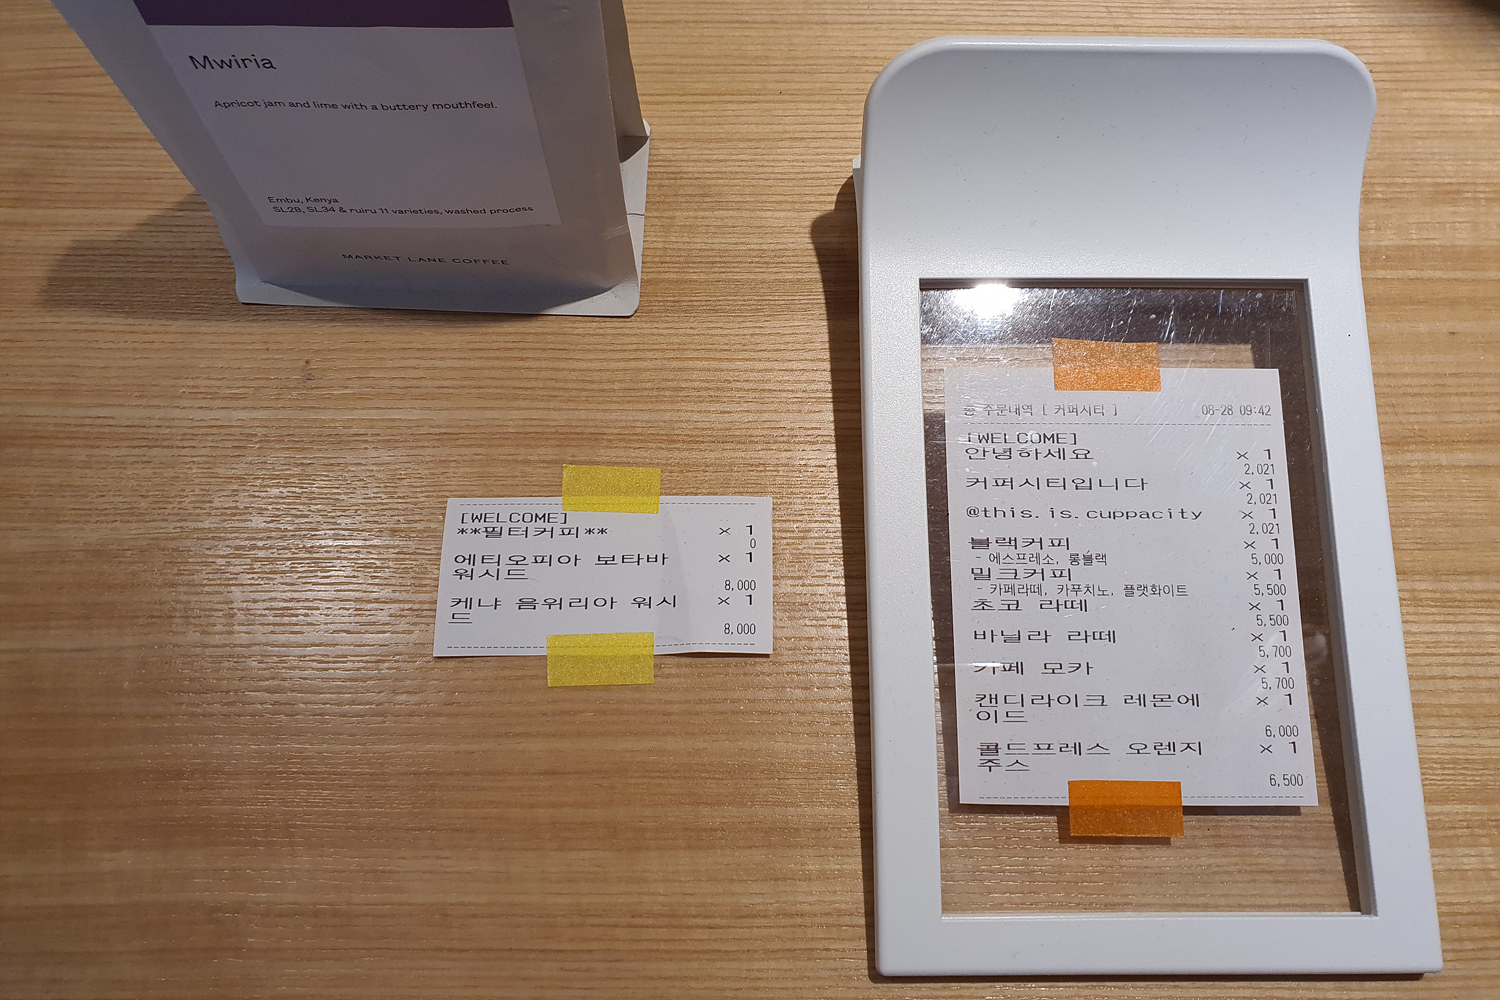 Mwiria
Apricot jam and lime with a buttery mouthfeel.
Embu, Kenya
SL28, SL34 & ruiru 11 varieties, washed process
MARKET LANE COFFEE
[WELCOME]
**필터커피** × 1
0
에티오피아 보타바 × 1
워시드
8,000
케냐 음위리아 워시 × 1
드
8,000
주문내역 [ 커퍼시티 ] 08-28 09:42
[WELCOME]
안녕하세요 × 1
2,021
커퍼시티입니다 × 1
2,021
@this.is.cuppacity × 1
2,021
블랙커피 × 1
- 에스프레소, 롱블랙 5,000
밀크커피 × 1
- 카페라떼, 카푸치노, 플랫화이트 5,500
초코 라떼 × 1
5,500
바닐라 라떼 × 1
5,700
카페 모카 × 1
5,700
캔디라이크 레몬에 × 1
이드
6,000
콜드프레스 오렌지 × 1
주스
6,500